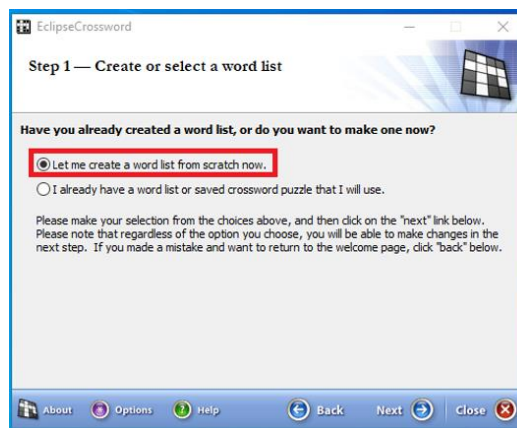 EclipseCrossword
Step 1 — Create or select a word list
Have you already created a word list, or do you want to make one now?
Let me create a word list from scratch now.
I already have a word list or saved crossword puzzle that I will use.
Please make your selection from the choices above, and then click on the "next" link below.
Please note that regardless of the option you choose, you will be able to make changes in the
next step. If you made a mistake and want to return to the welcome page, click "back" below.
About Options Help Back Next Close